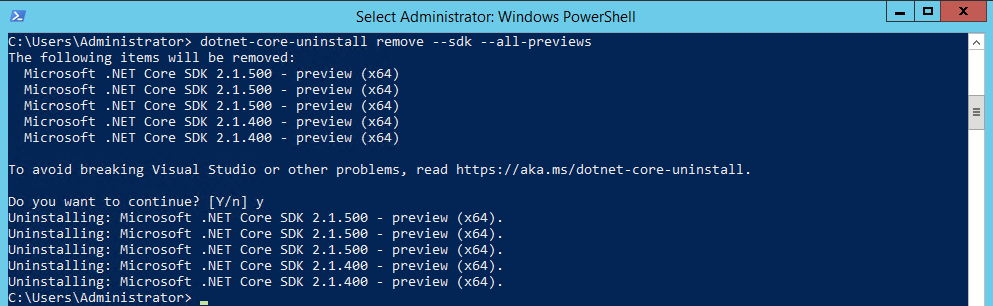 Select Administrator: Windows PowerShell
C:\Users\Administrator> dotnet-core-uninstall remove --sdk --all-previews
The following items will be removed:
  Microsoft .NET Core SDK 2.1.500 - preview (x64)
  Microsoft .NET Core SDK 2.1.500 - preview (x64)
  Microsoft .NET Core SDK 2.1.500 - preview (x64)
  Microsoft .NET Core SDK 2.1.400 - preview (x64)
  Microsoft .NET Core SDK 2.1.400 - preview (x64)

To avoid breaking Visual Studio or other problems, read https://aka.ms/dotnet-core-uninstall.

Do you want to continue? [Y/n] y
Uninstalling: Microsoft .NET Core SDK 2.1.500 - preview (x64).
Uninstalling: Microsoft .NET Core SDK 2.1.500 - preview (x64).
Uninstalling: Microsoft .NET Core SDK 2.1.500 - preview (x64).
Uninstalling: Microsoft .NET Core SDK 2.1.400 - preview (x64).
Uninstalling: Microsoft .NET Core SDK 2.1.400 - preview (x64).
C:\Users\Administrator>